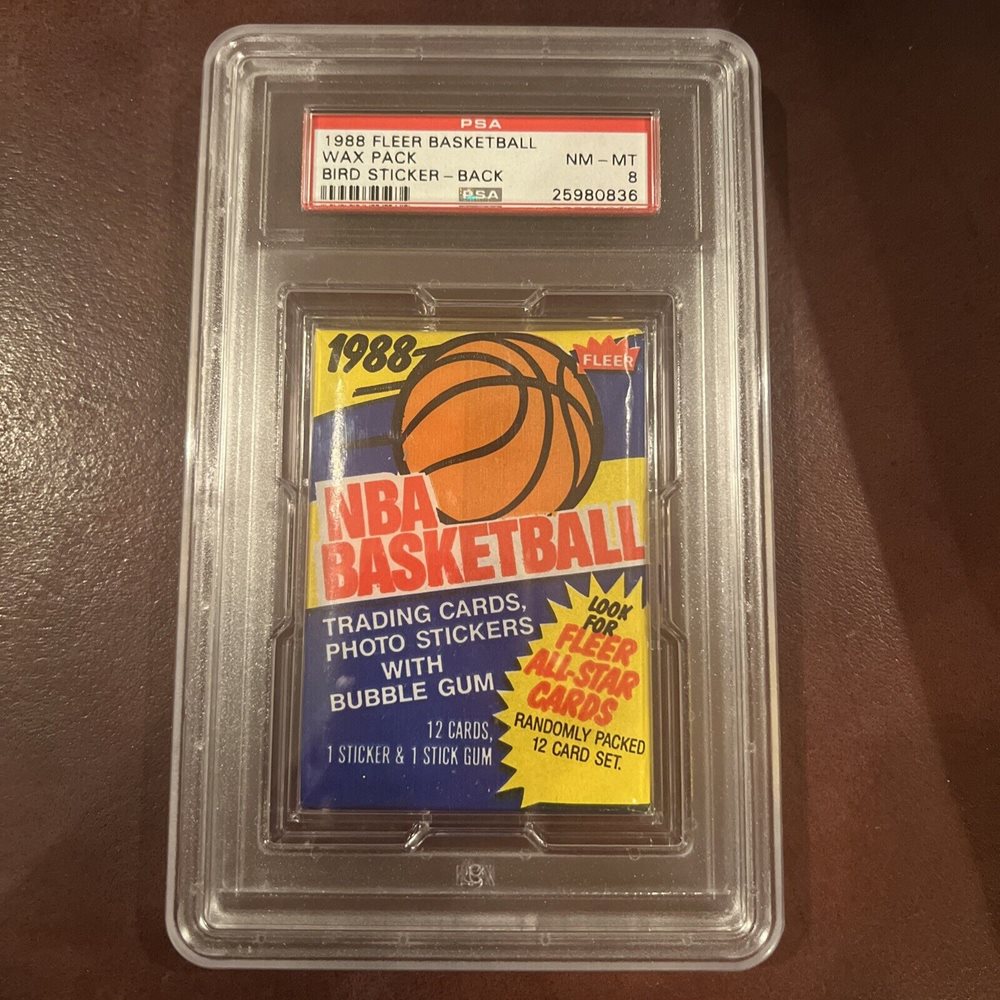 PSA
1988 FLEER BASKETBALL
WAX PACK NM-MT
BIRD STICKER-BACK 8
PSA 25980836
1988 FLEER
NBA
BASKETBALL
TRADING CARDS,
PHOTO STICKERS
WITH
BUBBLE GUM
12 CARDS,
1 STICKER & 1 STICK GUM
LOOK
FOR
FLEER
ALL-STAR
CARDS
RANDOMLY PACKED
12 CARD SET.